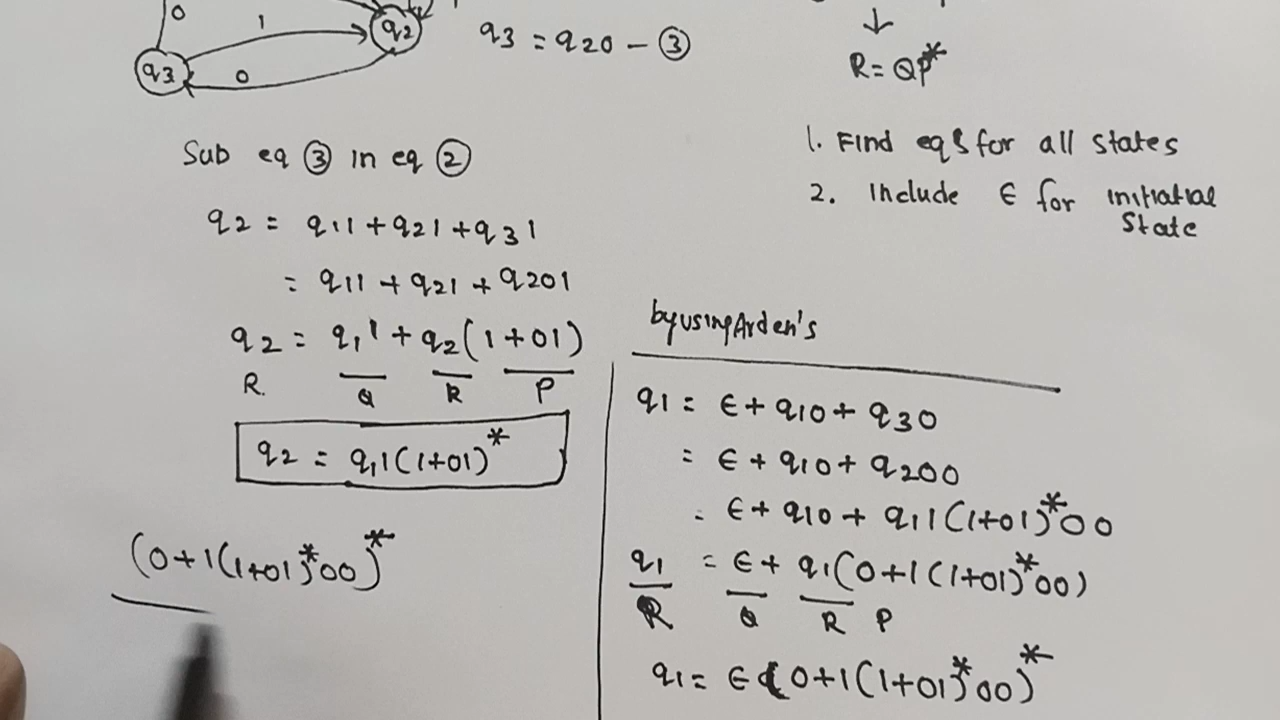 0
1
q2
q3
0
q3 = q20 - ③
R = QP*
Sub eq ③ in eq ②
q2 = q11 + q21 + q31
= q11 + q21 + q201
q2 = q11 + q2(1+01)
R Q R P
q2 = q11(1+01)*
(0+1(1+01)*00)*
1. Find eqs for all states
2. Include ϵ for initiatial
State
by using Arden's
q1 = ϵ + q10 + q30
= ϵ + q10 + q200
= ϵ + q10 + q11(1+01)*00
q1 = ϵ + q1(0+1(1+01)*00)
R Q R P
q1 = ϵ(0+1(1+01)*00)*